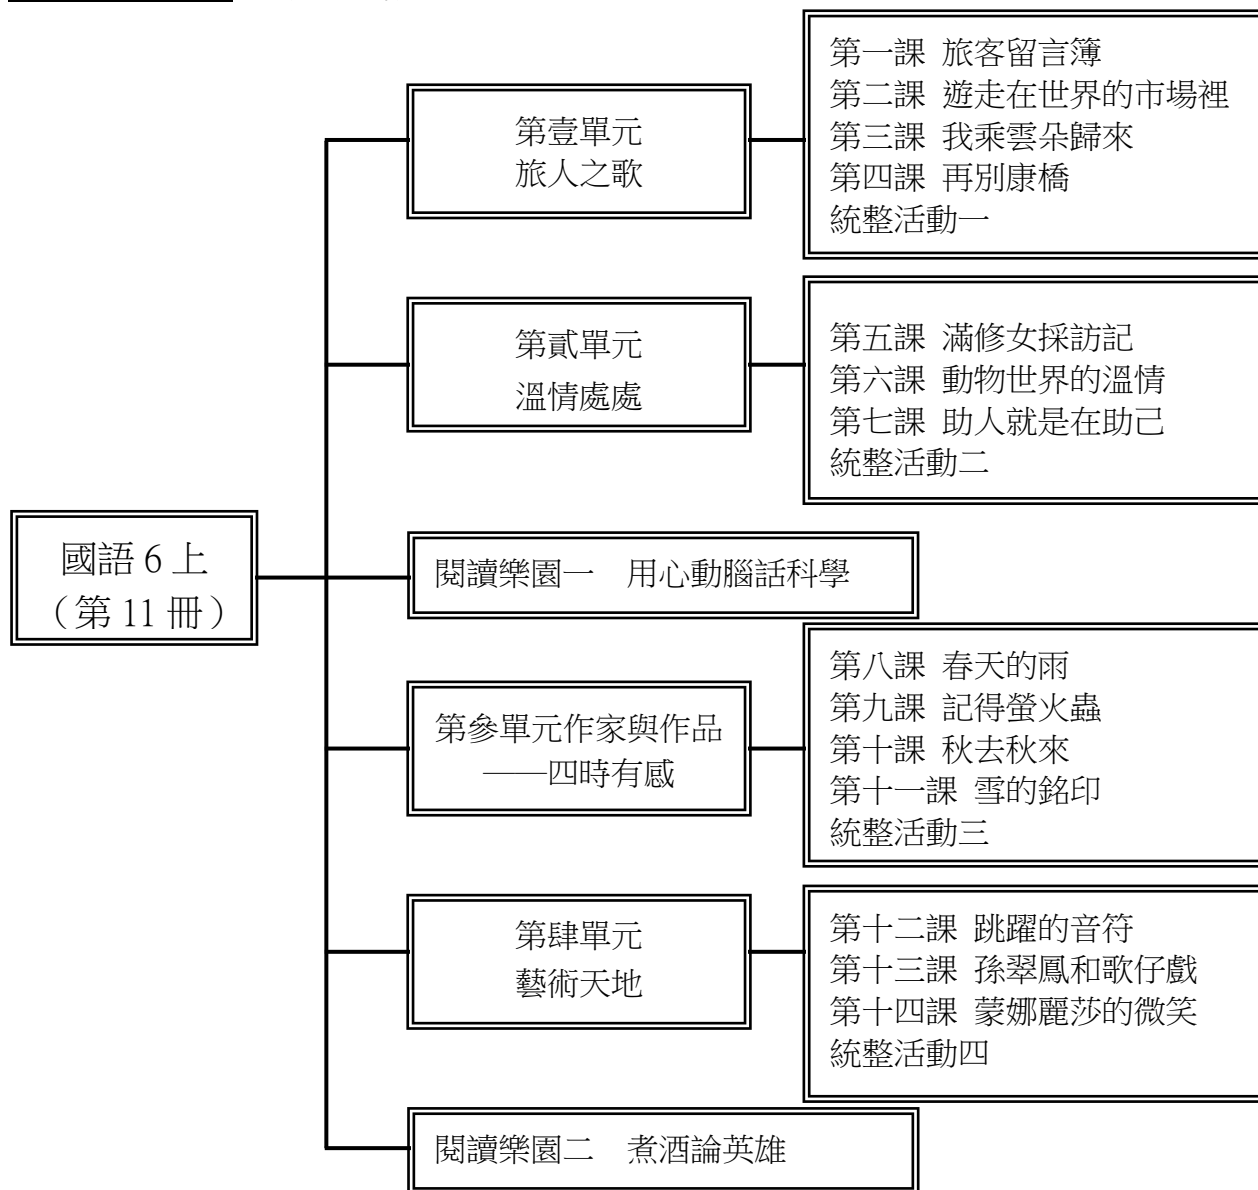 國語 6 上
（第 11 冊）
第壹單元
旅人之歌
第一課 旅客留言簿
第二課 遊走在世界的市場裡
第三課 我乘雲朵歸來
第四課 再別康橋
統整活動一
第貳單元
溫情處處
第五課 滿修女採訪記
第六課 動物世界的溫情
第七課 助人就是在助己
統整活動二
閱讀樂園一　用心動腦話科學
第參單元作家與作品
——四時有感
第八課 春天的雨
第九課 記得螢火蟲
第十課 秋去秋來
第十一課 雪的銘印
統整活動三
第肆單元
藝術天地
第十二課 跳躍的音符
第十三課 孫翠鳳和歌仔戲
第十四課 蒙娜麗莎的微笑
統整活動四
閱讀樂園二　煮酒論英雄